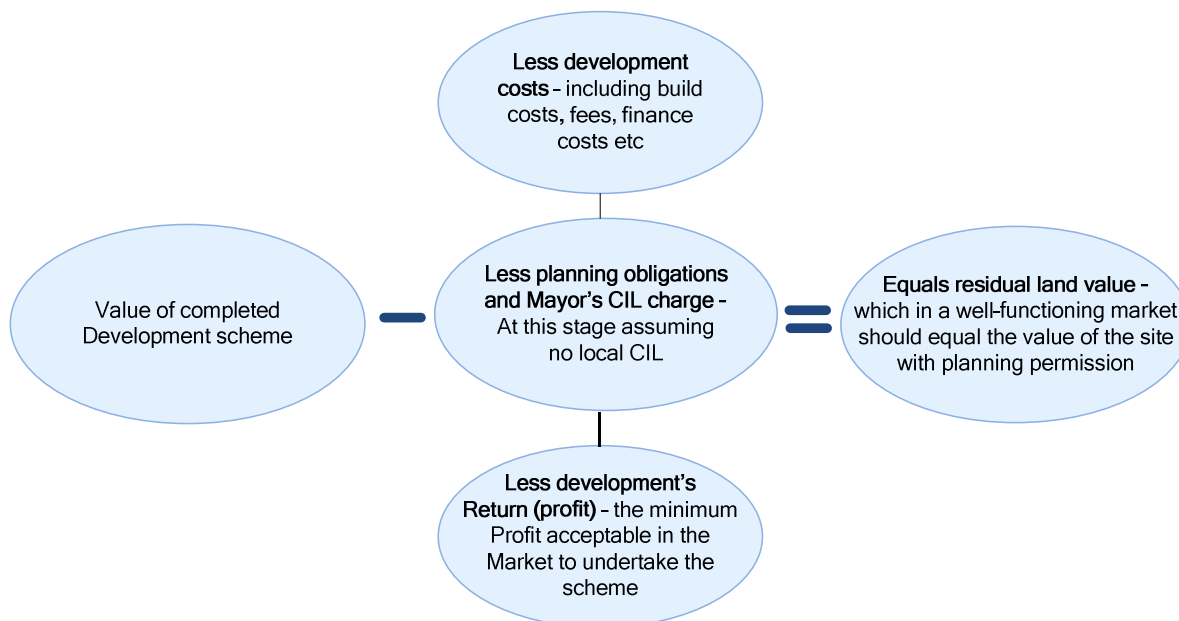 Less development
costs - including build
costs, fees, finance
costs etc
Value of completed
Development scheme
Less planning obligations
and Mayor's CIL charge -
At this stage assuming
no local CIL
Equals residual land value -
which in a well-functioning market
should equal the value of the site
with planning permission
Less development's
Return (profit) - the minimum
Profit acceptable in the
Market to undertake the
scheme